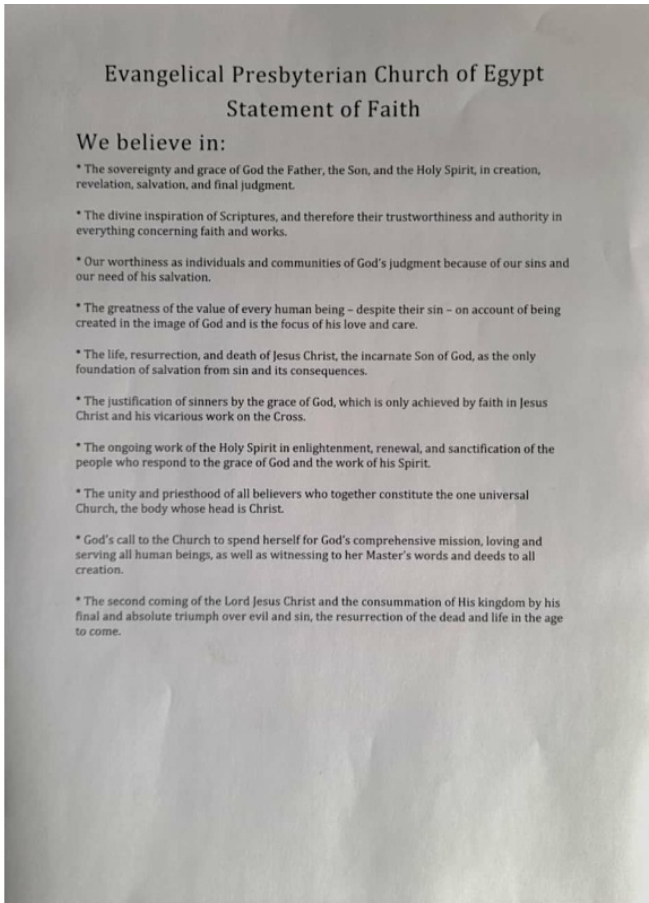 Evangelical Presbyterian Church of Egypt
Statement of Faith
We believe in:
* The sovereignty and grace of God the Father, the Son, and the Holy Spirit, in creation,
revelation, salvation, and final judgment.
* The divine inspiration of Scriptures, and therefore their trustworthiness and authority in
everything concerning faith and works.
* Our worthiness as individuals and communities of God's judgment because of our sins and
our need of his salvation.
* The greatness of the value of every human being – despite their sin – on account of being
created in the image of God and is the focus of his love and care.
* The life, resurrection, and death of Jesus Christ, the incarnate Son of God, as the only
foundation of salvation from sin and its consequences.
* The justification of sinners by the grace of God, which is only achieved by faith in Jesus
Christ and his vicarious work on the Cross.
* The ongoing work of the Holy Spirit in enlightenment, renewal, and sanctification of the
people who respond to the grace of God and the work of his Spirit.
* The unity and priesthood of all believers who together constitute the one universal
Church, the body whose head is Christ.
* God's call to the Church to spend herself for God's comprehensive mission, loving and
serving all human beings, as well as witnessing to her Master's words and deeds to all
creation.
* The second coming of the Lord Jesus Christ and the consummation of His kingdom by his
final and absolute triumph over evil and sin, the resurrection of the dead and life in the age
to come.